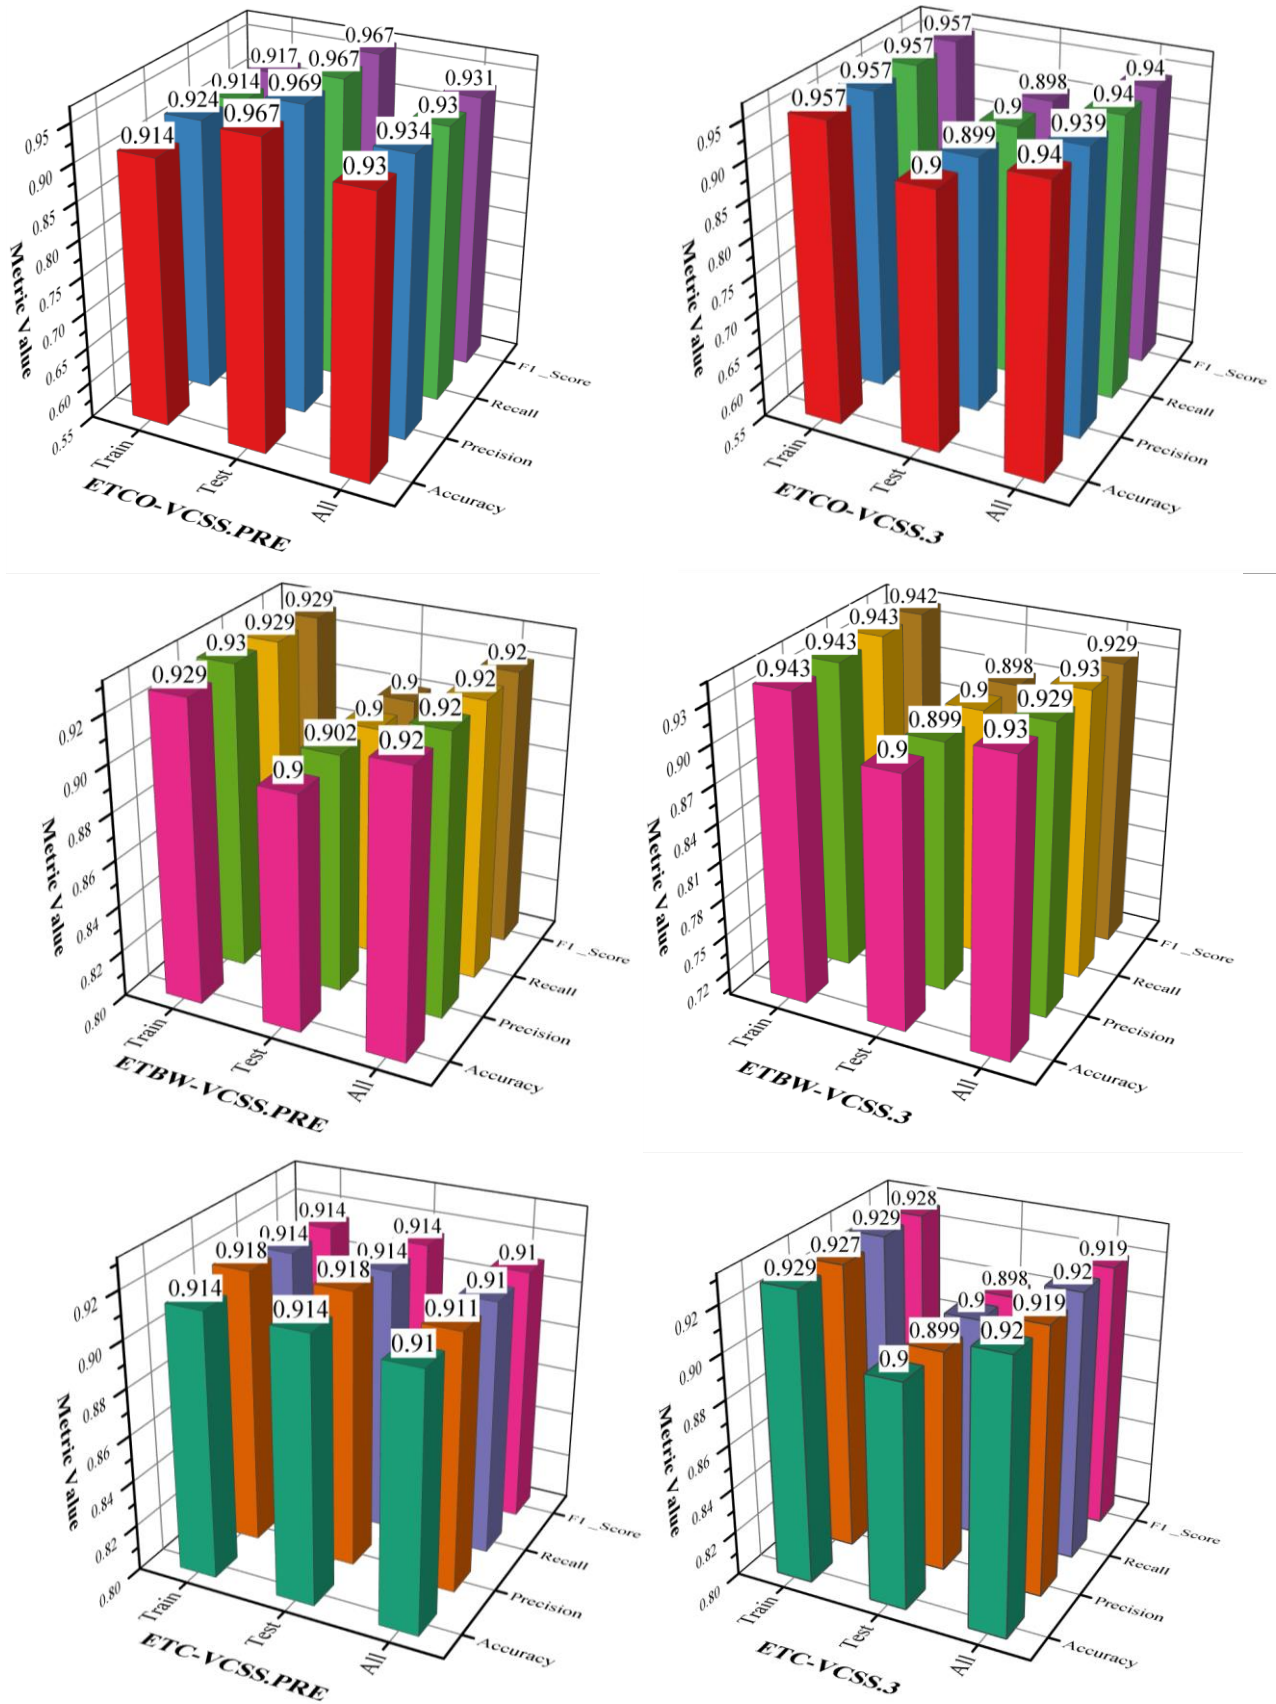 0.967
0.917
0.967
0.931
0.914
0.969
0.93
0.924
0.967
0.934
0.914
0.93
0.95
0.90
0.85
0.80
0.75
0.70
0.65
0.60
0.55
Metric Value
F1_Score
Recall
Precision
Accuracy
Train
Test
All
ETCO-VCSS.PRE
0.957
0.957
0.898
0.94
0.957
0.9
0.94
0.957
0.899
0.939
0.9
0.94
0.95
0.90
0.85
0.80
0.75
0.70
0.65
0.60
0.55
Metric Value
F1_Score
Recall
Precision
Accuracy
Train
Test
All
ETCO-VCSS.3
0.929
0.929
0.93
0.92
0.929
0.9
0.92
0.9
0.92
0.902
0.92
0.9
0.92
0.90
0.88
0.86
0.84
0.82
0.80
Metric Value
F1_Score
Recall
Precision
Accuracy
Train
Test
All
ETBW-VCSS.PRE
0.942
0.943
0.943
0.929
0.943
0.898
0.93
0.9
0.929
0.899
0.93
0.9
0.93
0.90
0.87
0.84
0.81
0.78
0.75
0.72
Metric Value
F1_Score
Recall
Precision
Accuracy
Train
Test
All
ETBW-VCSS.3
0.914
0.914
0.914
0.91
0.918
0.914
0.91
0.918
0.911
0.914
0.914
0.91
0.92
0.90
0.88
0.86
0.84
0.82
0.80
Metric Value
F1_Score
Recall
Precision
Accuracy
Train
Test
All
ETC-VCSS.PRE
0.928
0.929
0.927
0.919
0.929
0.898
0.92
0.9
0.919
0.899
0.92
0.9
0.92
0.90
0.88
0.86
0.84
0.82
0.80
Metric Value
F1_Score
Recall
Precision
Accuracy
Train
Test
All
ETC-VCSS.3